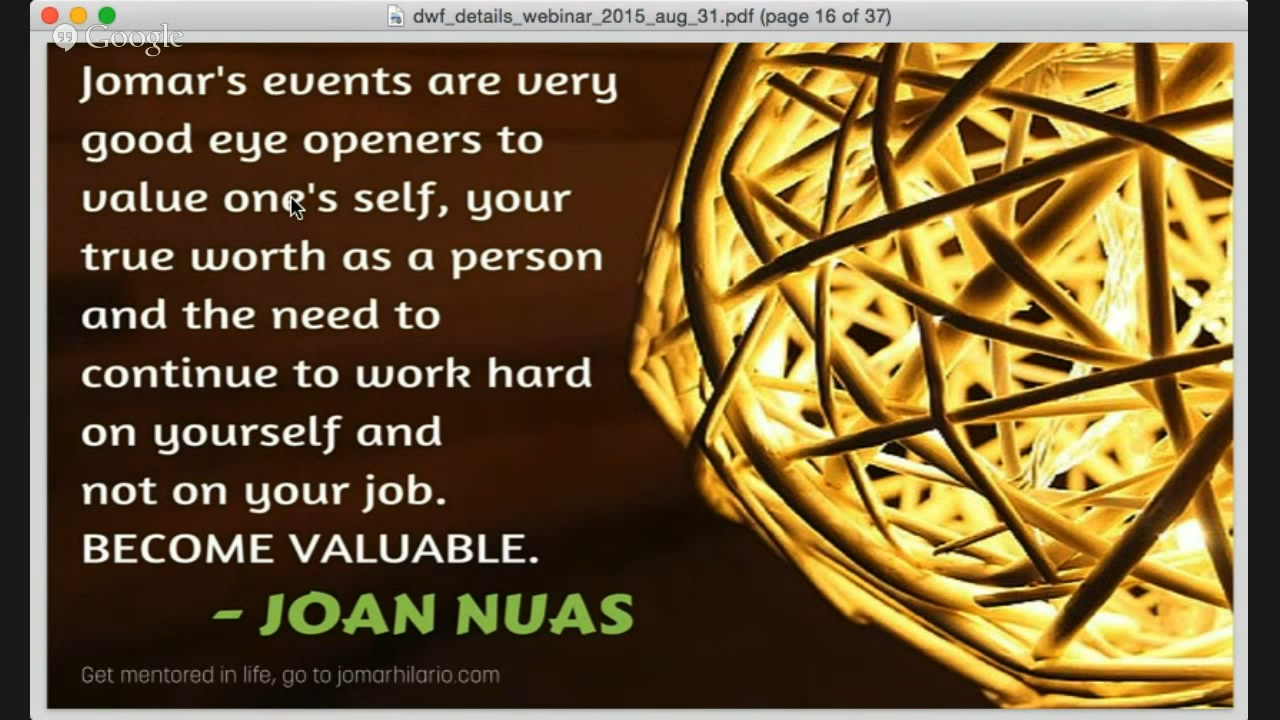 dwf_details_webinar_2015_aug_31.pdf (page 16 of 37)
Google
Jomar's events are very
good eye openers to
value one's self, your
true worth as a person
and the need to
continue to work hard
on yourself and
not on your job.
BECOME VALUABLE.
- JOAN NUAS
Get mentored in life, go to jomarhilario.com